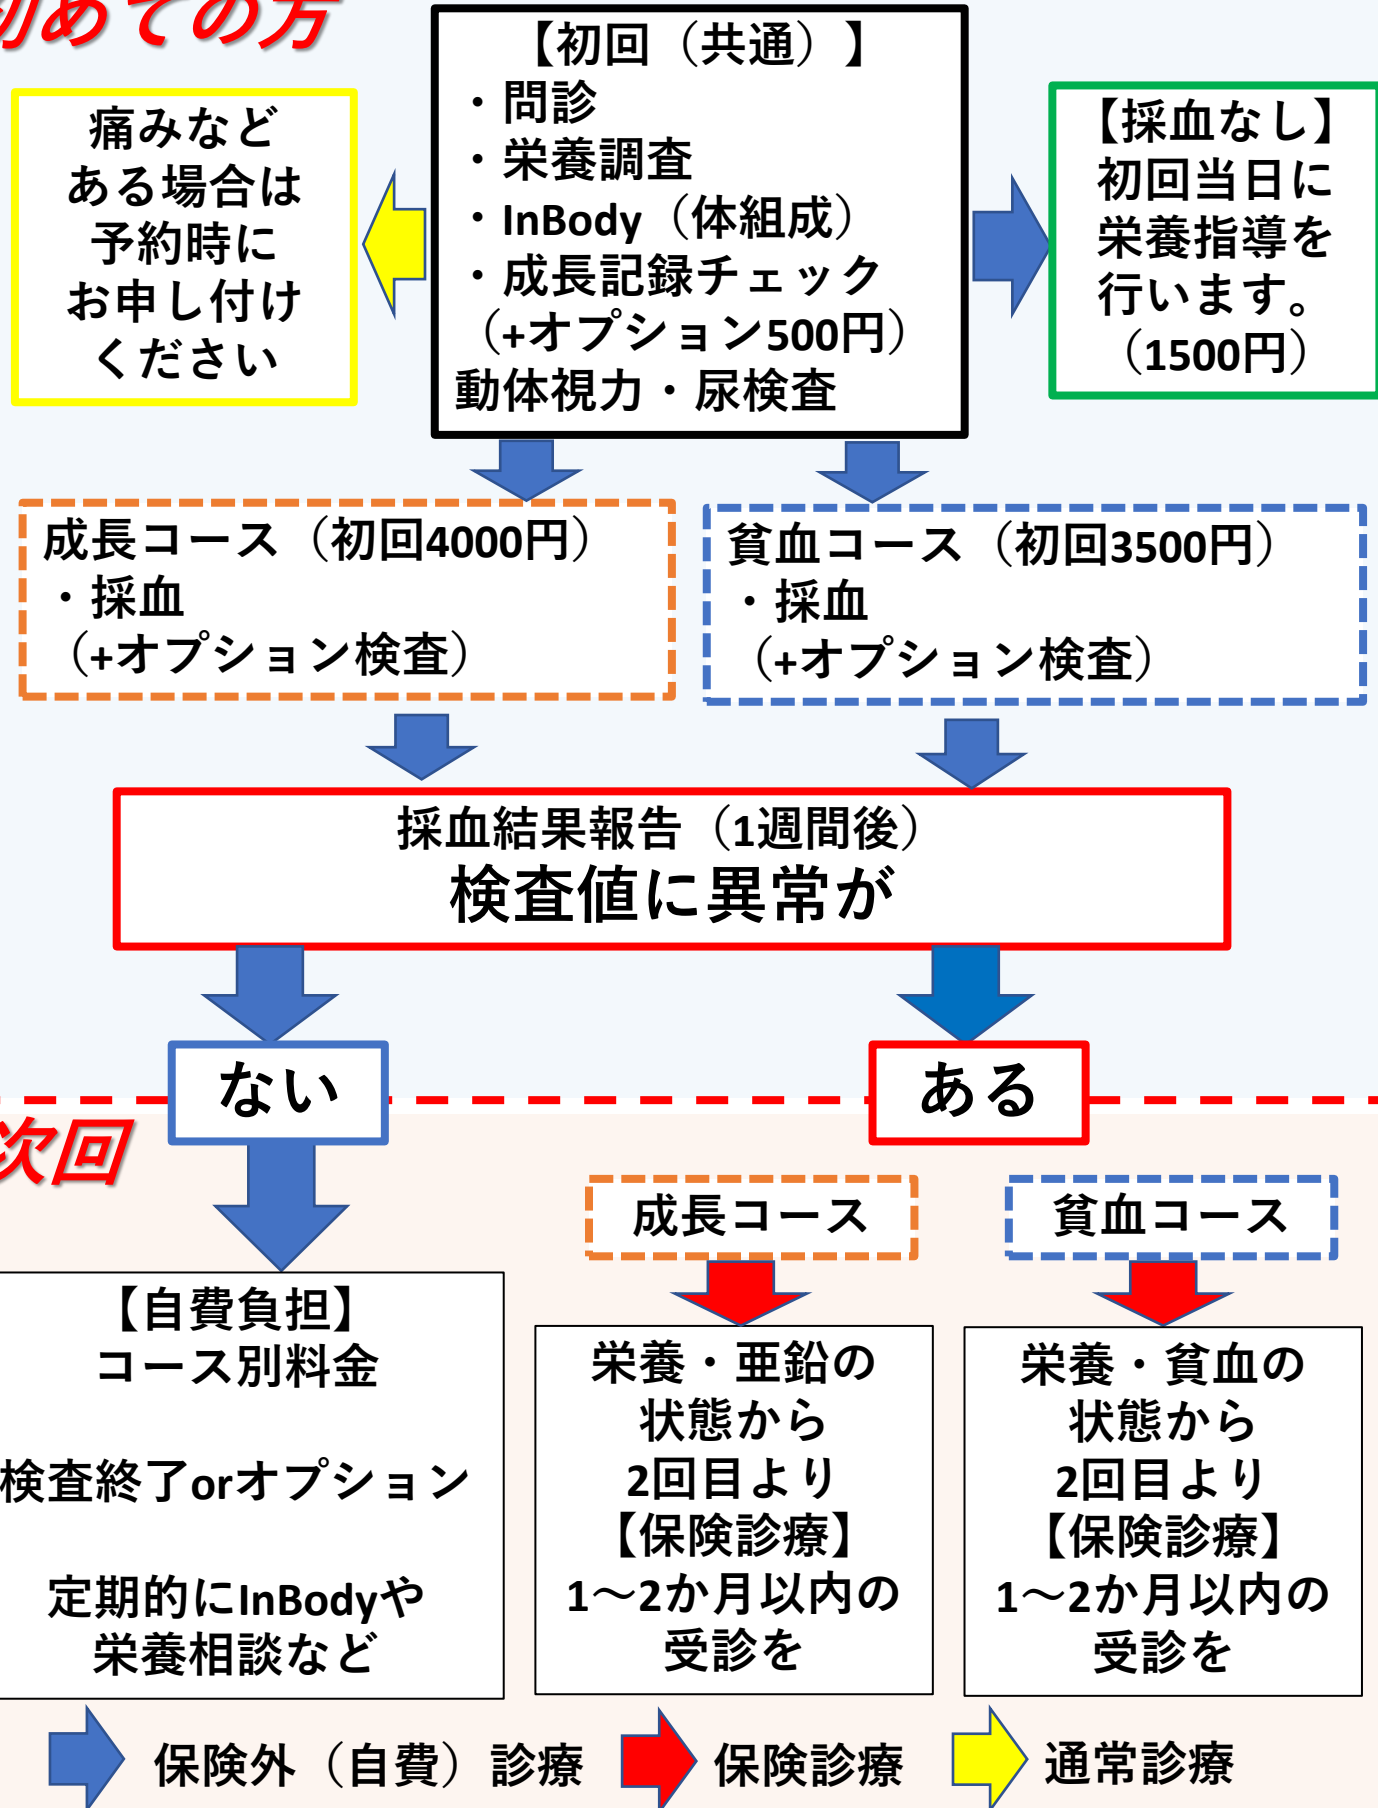 初めての方
【初回（共通）】
・問診
・栄養調査
・InBody（体組成）
・成長記録チェック
（+オプション500円）
動体視力・尿検査
痛みなど
ある場合は
予約時に
お申し付け
ください
【採血なし】
初回当日に
栄養指導を
行います。
（1500円）
成長コース（初回4000円）
・採血
（+オプション検査）
貧血コース（初回3500円）
・採血
（+オプション検査）
採血結果報告（1週間後）
検査値に異常が
ない
ある
次回
【自費負担】
コース別料金
検査終了orオプション
定期的にInBodyや
栄養相談など
成長コース
栄養・亜鉛の
状態から
2回目より
【保険診療】
1～2か月以内の
受診を
貧血コース
栄養・貧血の
状態から
2回目より
【保険診療】
1～2か月以内の
受診を
保険外（自費）診療
保険診療
通常診療